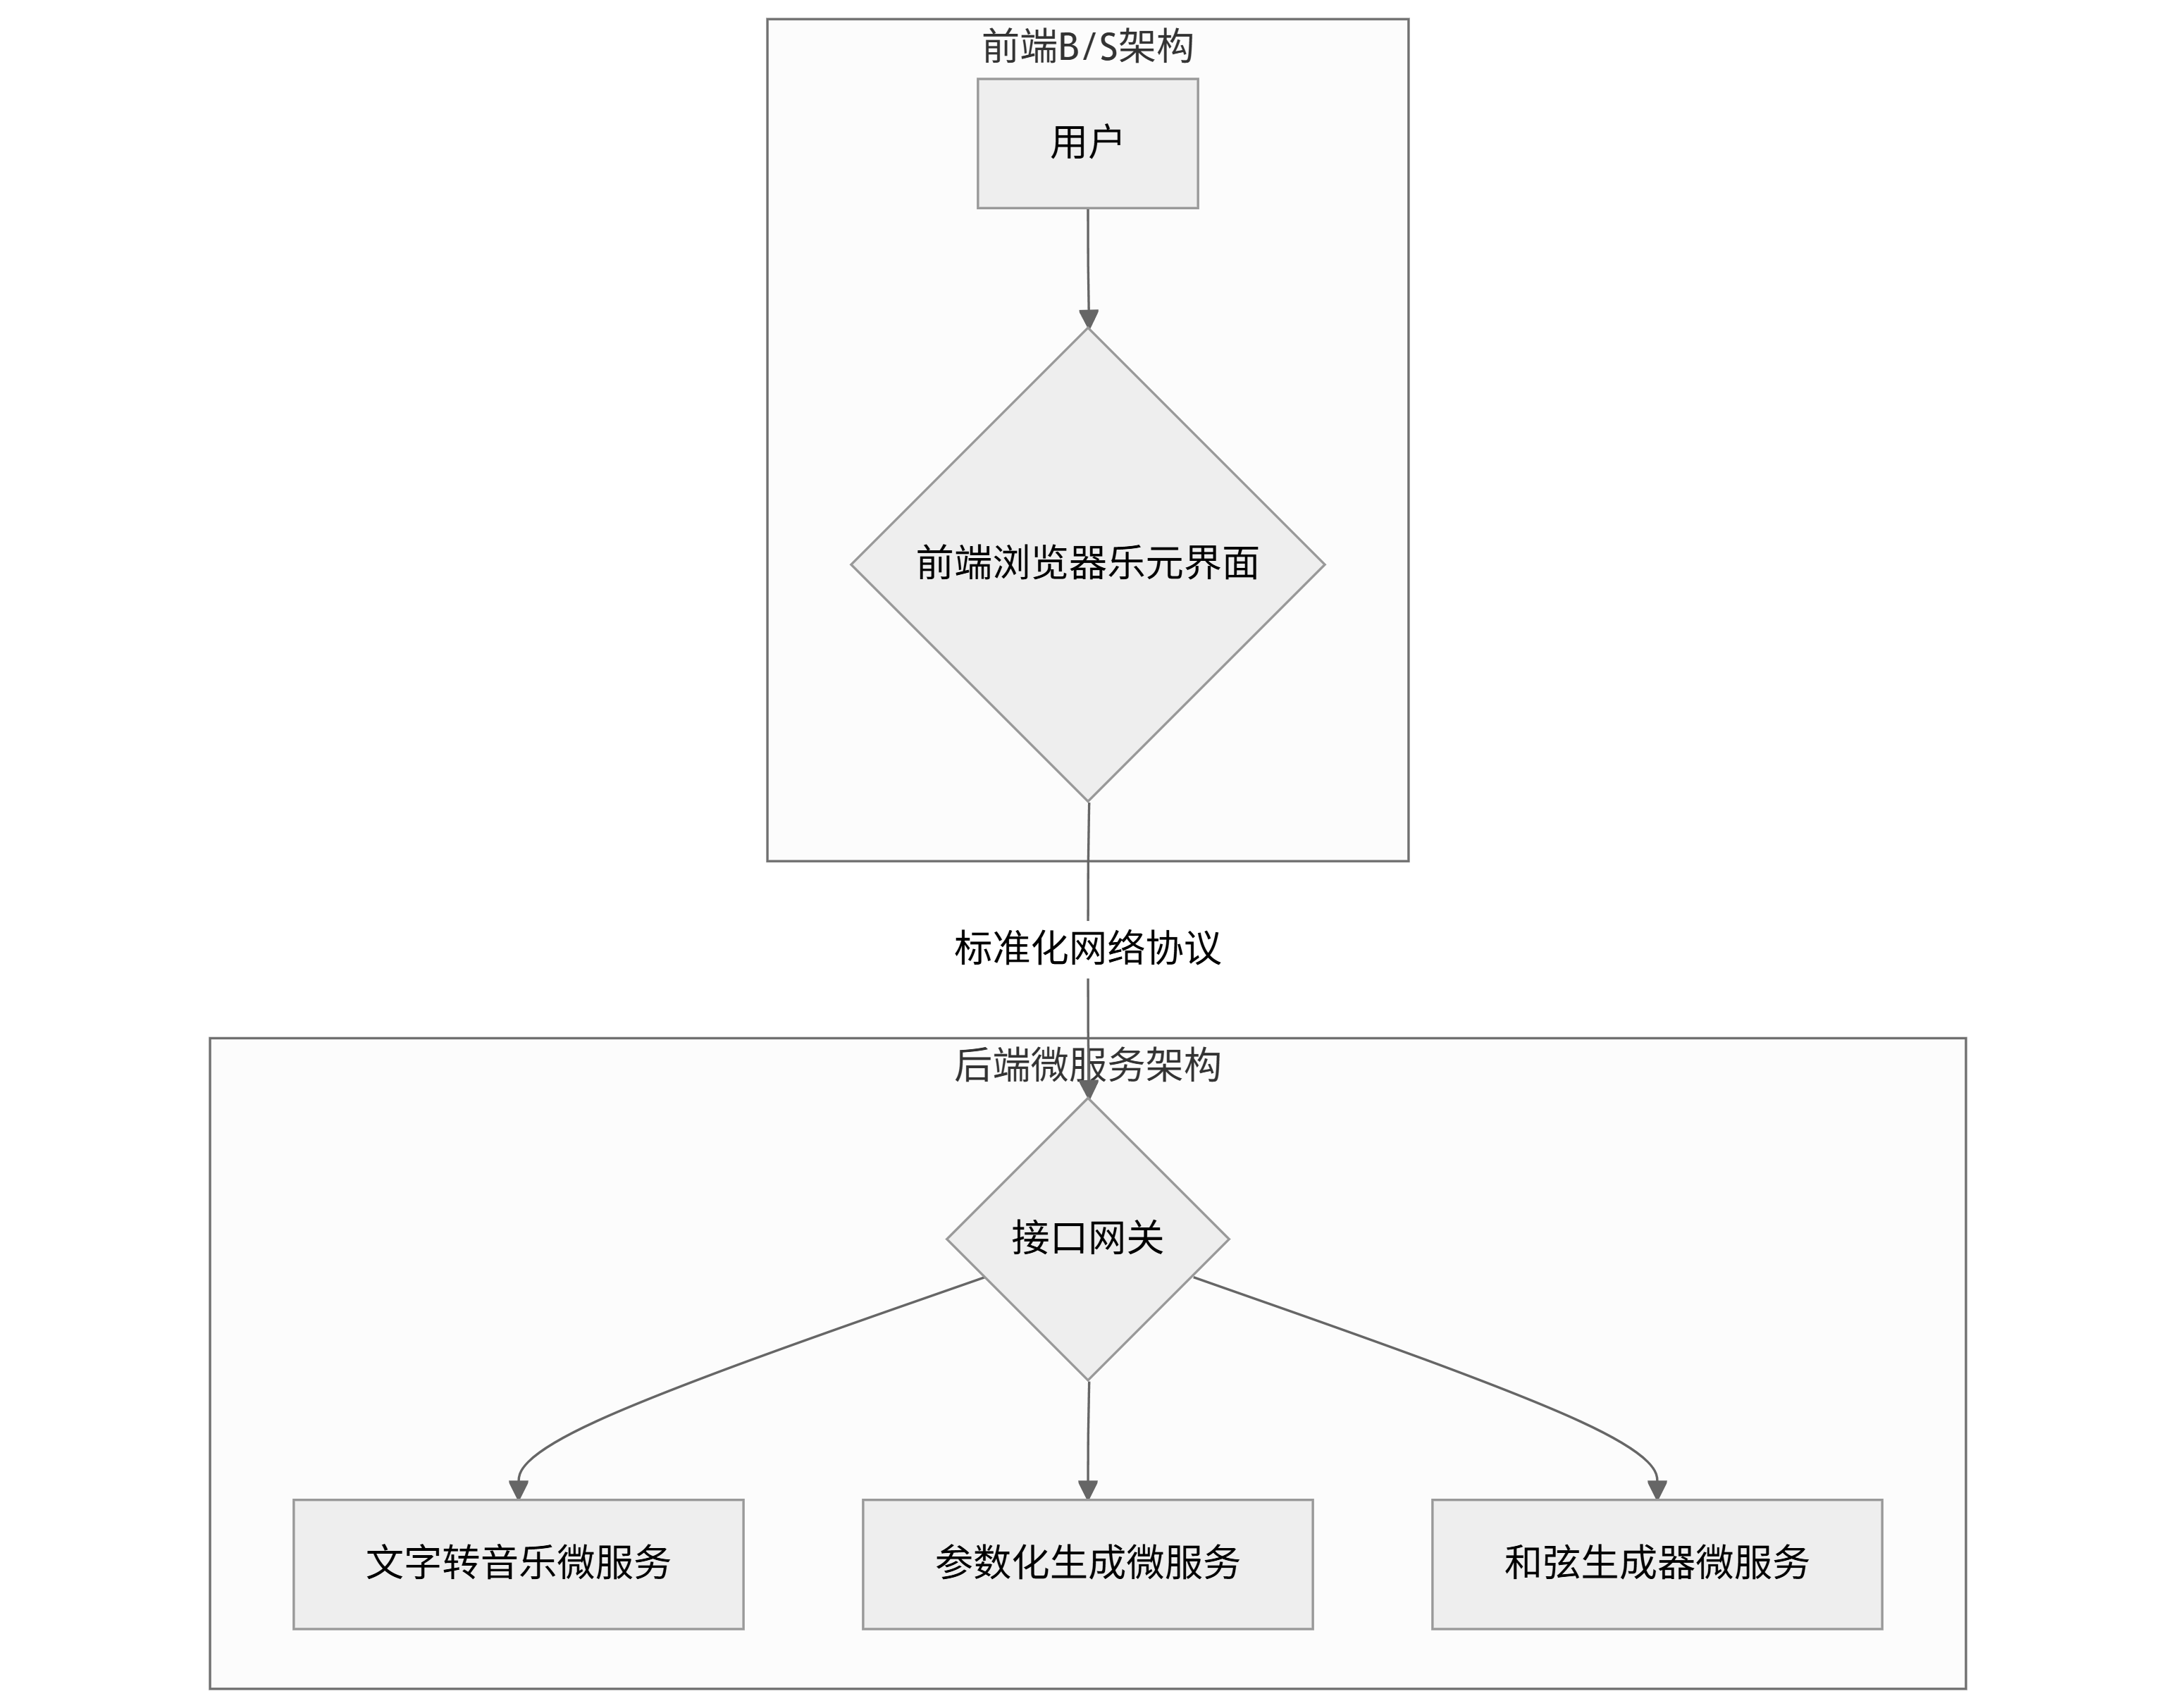 前端B/S架构
用户
前端浏览器乐元界面
标准化网络协议
后端微服务架构
接口网关
文字转音乐微服务
参数化生成微服务
和弦生成器微服务